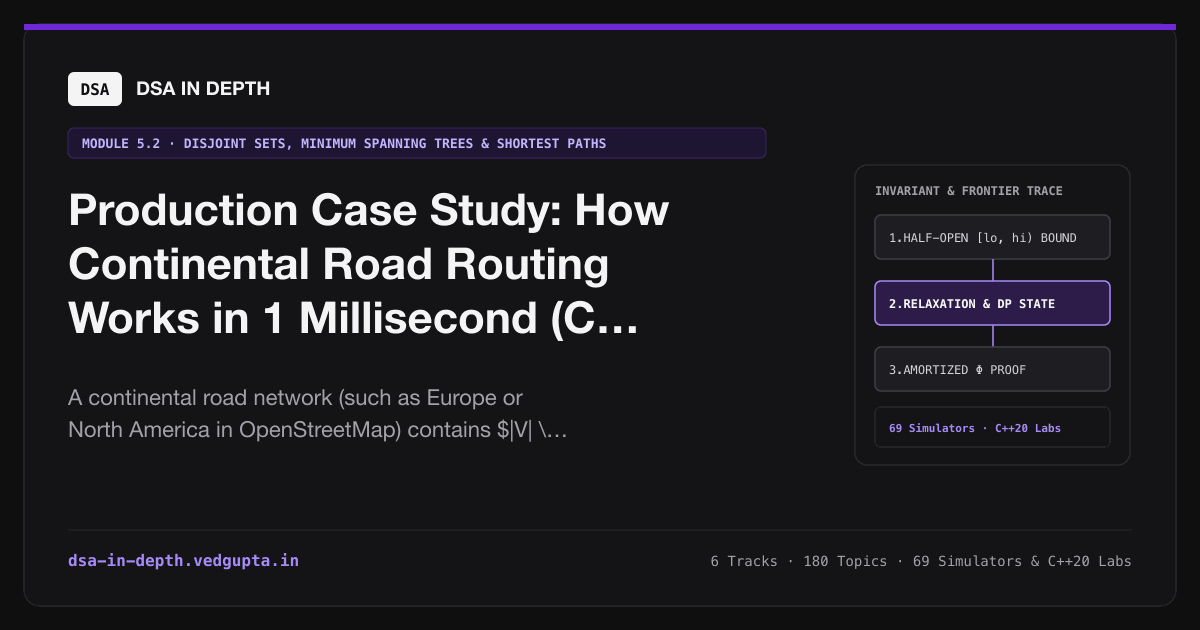 DSA DSA IN DEPTH
MODULE 5.2 · DISJOINT SETS, MINIMUM SPANNING TREES & SHORTEST PATHS
Production Case Study: How
Continental Road Routing
Works in 1 Millisecond (C...
A continental road network (such as Europe or
North America in OpenStreetMap) contains $|V| \...
INVARIANT & FRONTIER TRACE
1.HALF-OPEN [lo, hi) BOUND
2.RELAXATION & DP STATE
3.AMORTIZED Φ PROOF
69 Simulators · C++20 Labs
dsa-in-depth.vedgupta.in
6 Tracks · 180 Topics · 69 Simulators & C++20 Labs